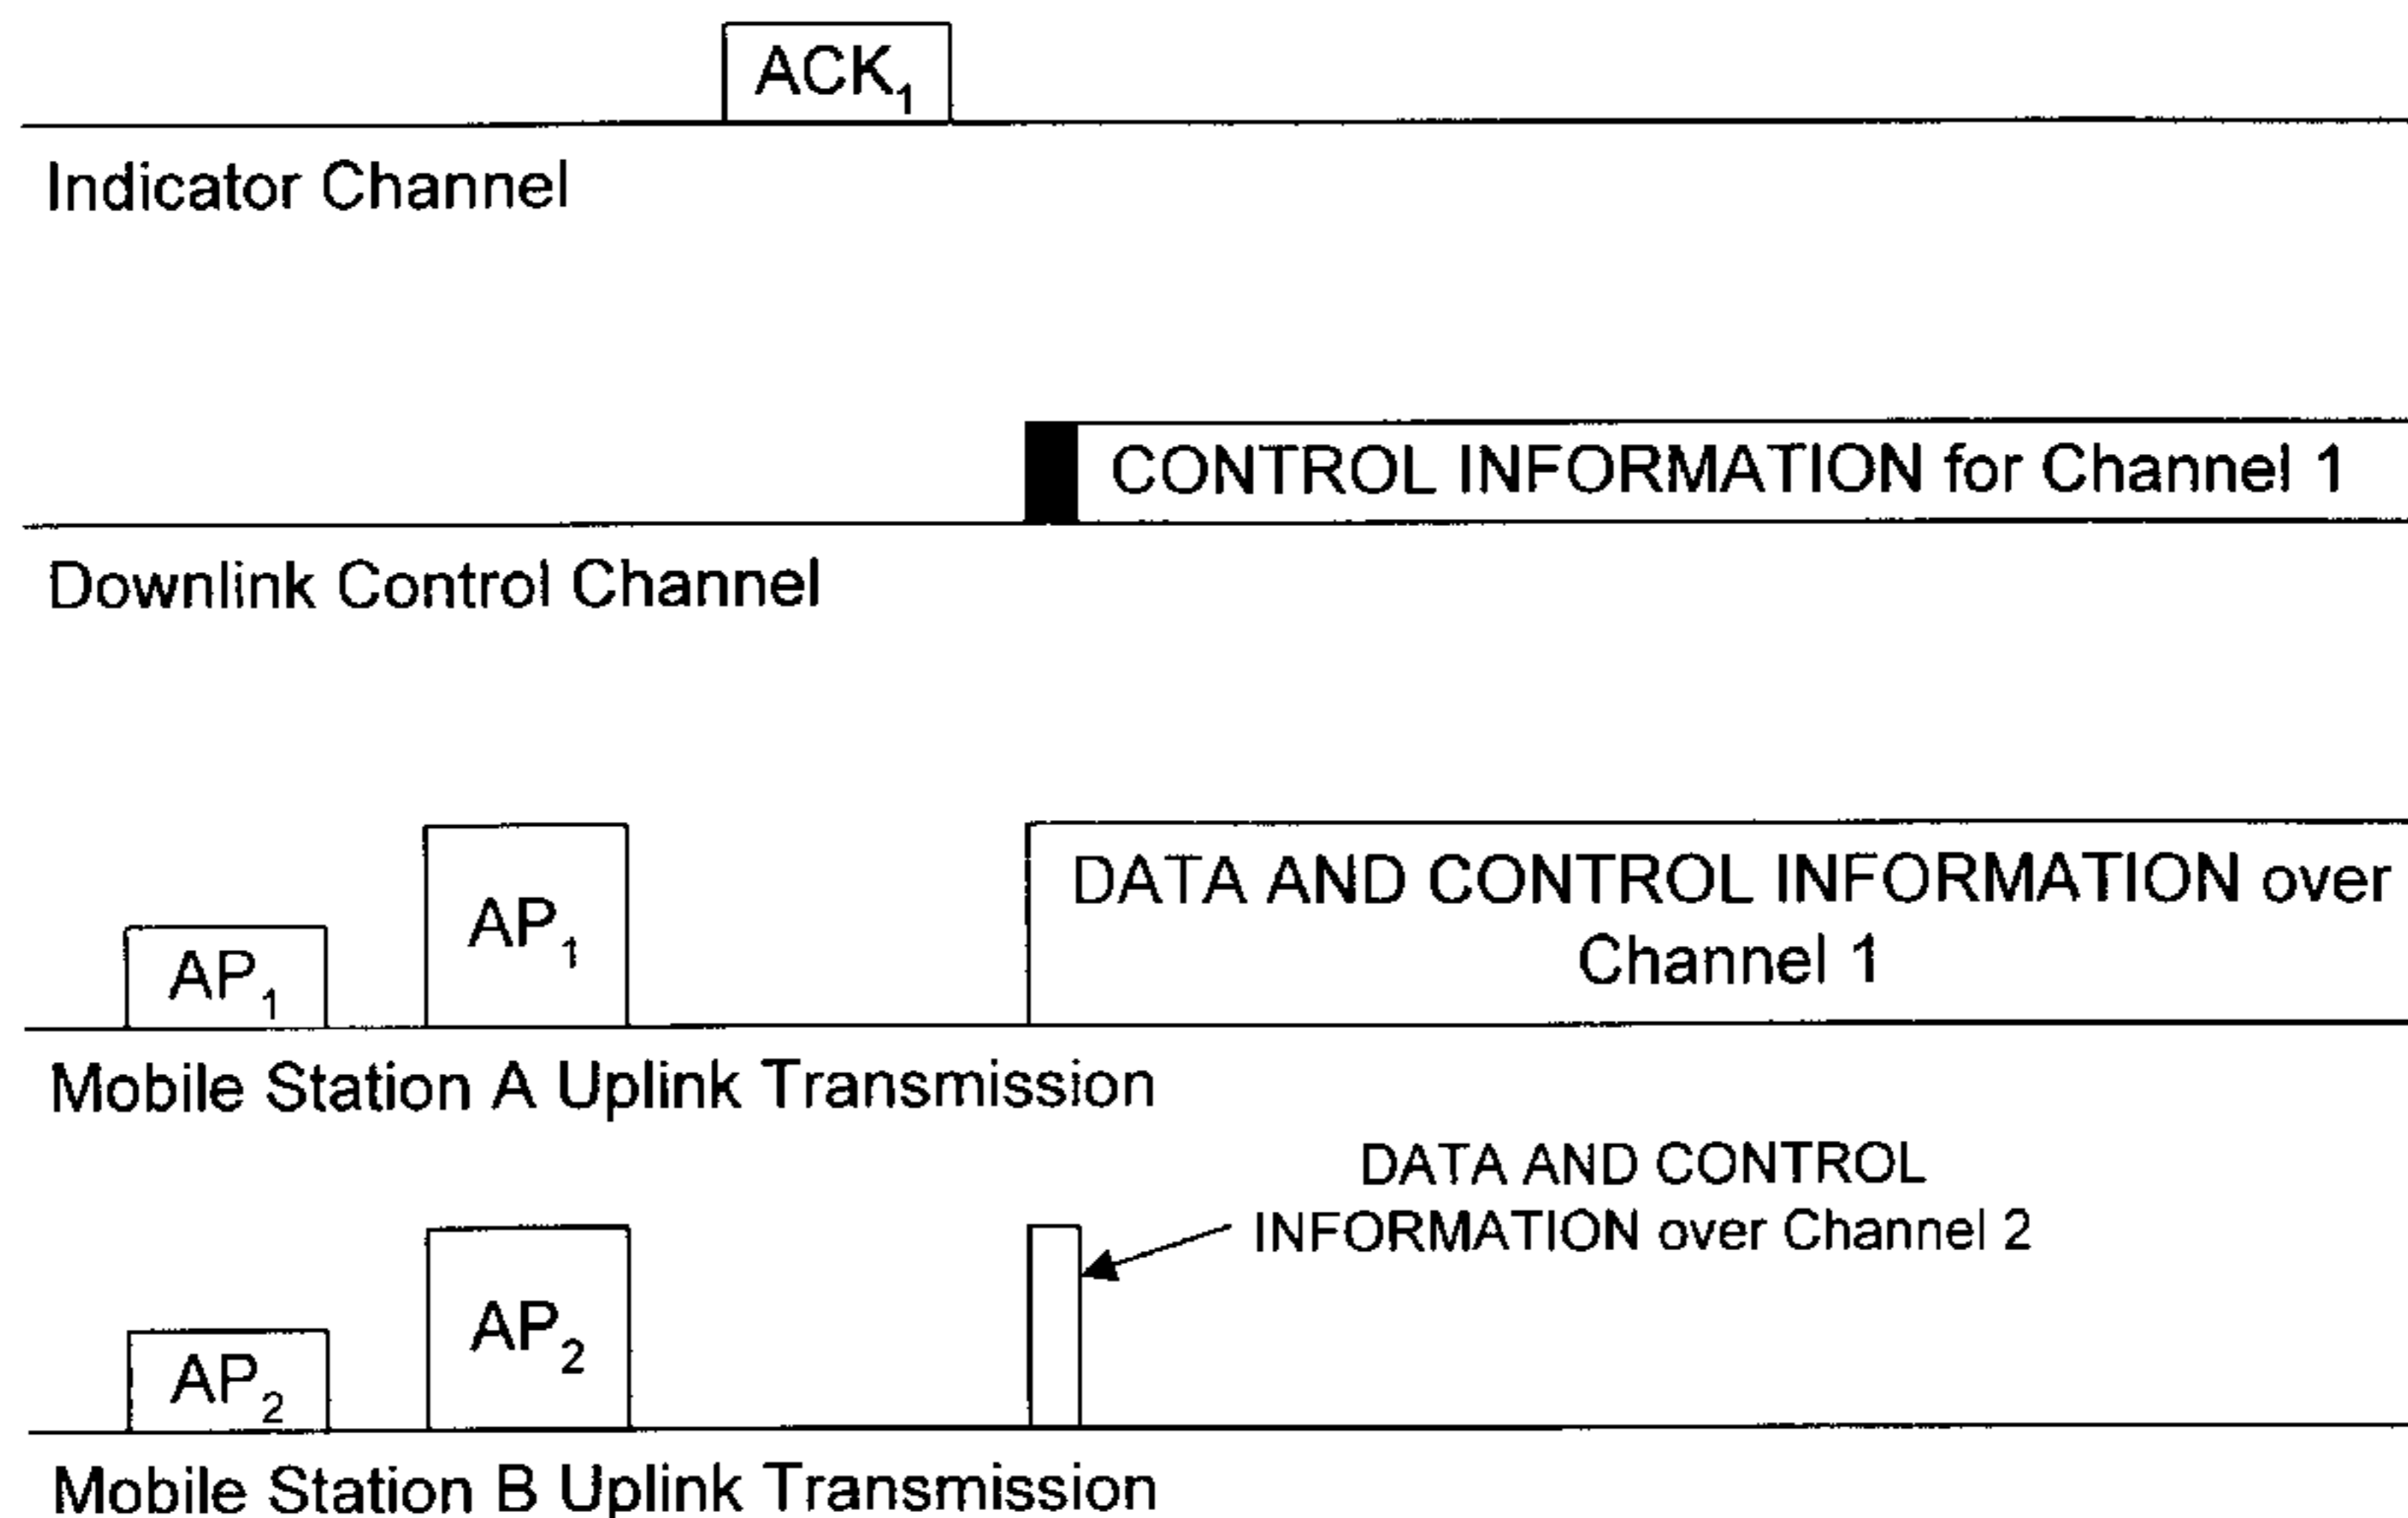 ACK₁
Indicator Channel
CONTROL INFORMATION for Channel 1
Downlink Control Channel
AP₁
AP₁
DATA AND CONTROL INFORMATION over
Channel 1
Mobile Station A Uplink Transmission
DATA AND CONTROL
INFORMATION over Channel 2
AP₂
AP₂
Mobile Station B Uplink Transmission